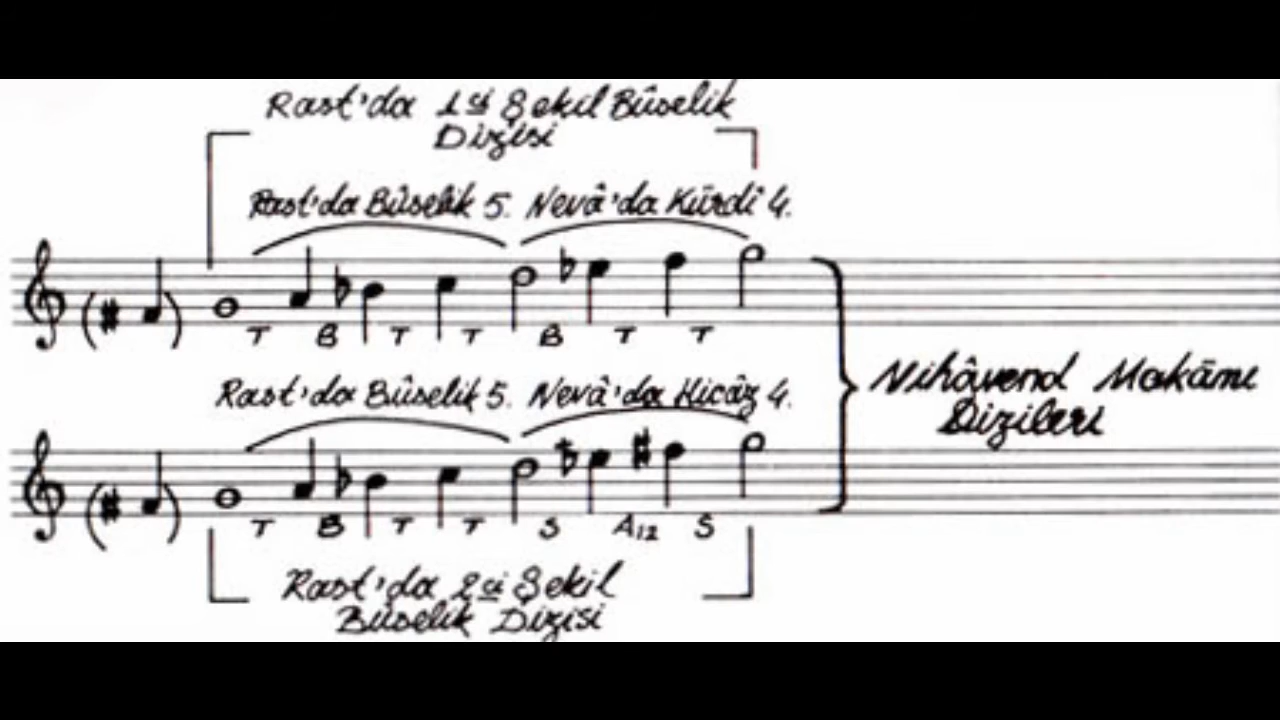 Rast'da 1ci Şekil Bûselik
Dizisi
Rast'da Bûselik 5. Nevâ'da Kürdî 4.
T B T T B T T
Rast'da Bûselik 5. Nevâ'da Hicâz 4.
Nihâvend Makāmı
Dizileri
T B T T S A12 S
Rast'da 2ci Şekil
Bûselik Dizisi